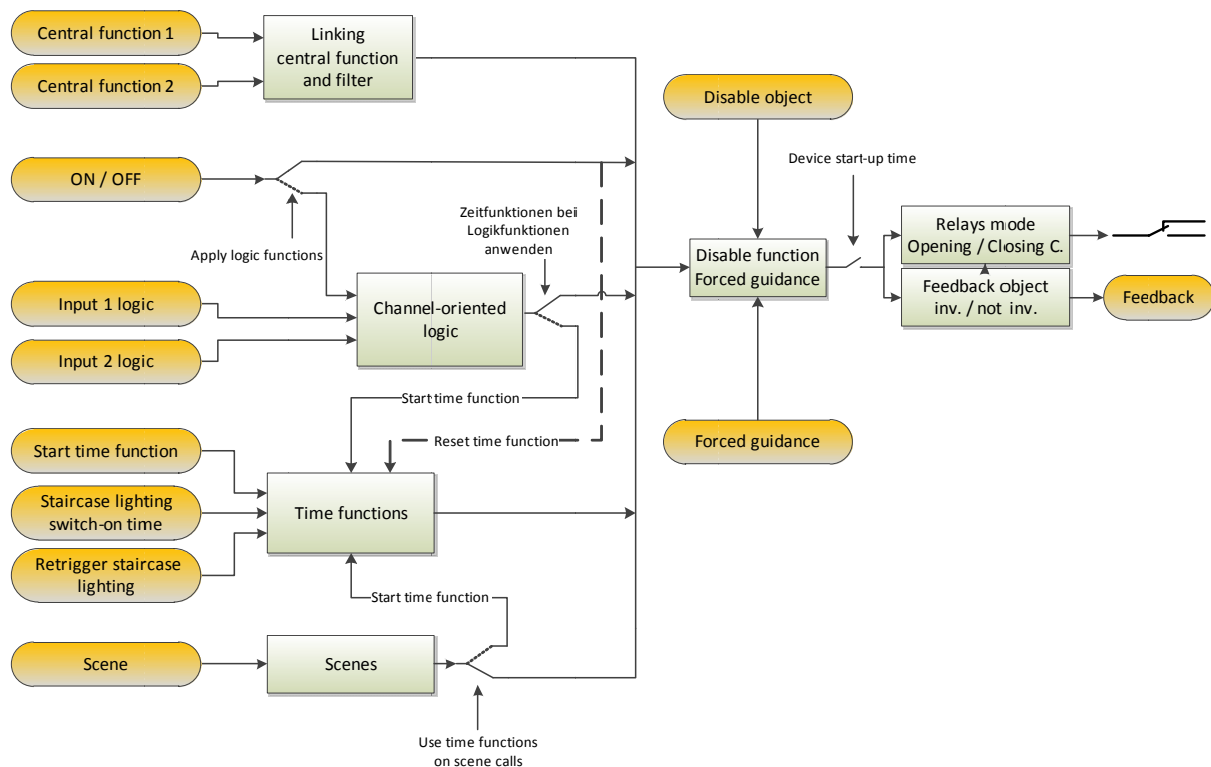 Central function 1
Central function 2
Linking
central function
and filter
Disable object
ON / OFF
Device start-up time
Apply logic functions
Zeitfunktionen bei
Logikfunktionen
anwenden
Disable function
Forced guidance
Relays mode
Opening / Closing C.
Feedback object
inv. / not inv.
Feedback
Input 1 logic
Input 2 logic
Channel-oriented
logic
Start time function
Reset time function
Forced guidance
Start time function
Staircase lighting
switch-on time
Retrigger staircase
lighting
Time functions
Start time function
Scene
Scenes
Use time functions
on scene calls